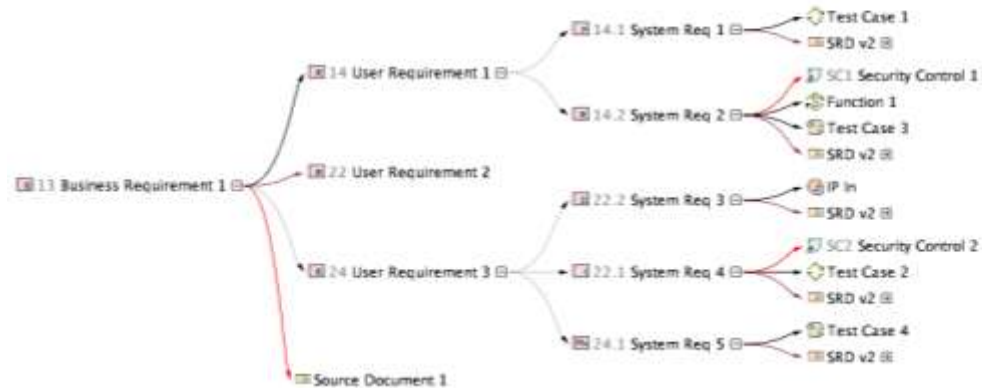 Test Case 1
14.1 System Req 1
SRD v2
14 User Requirement 1
SC1 Security Control 1
Function 1
14.2 System Req 2
Test Case 3
SRD v2
22 User Requirement 2
13 Business Requirement 1
IP In
22.2 System Req 3
SRD v2
SC2 Security Control 2
24 User Requirement 3
22.1 System Req 4
Test Case 2
SRD v2
Test Case 4
24.1 System Req 5
SRD v2
Source Document 1